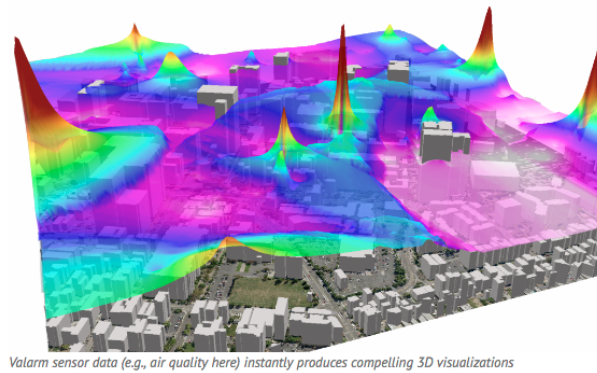 Valarm sensor data (e.g., air quality here) instantly produces compelling 3D visualizations